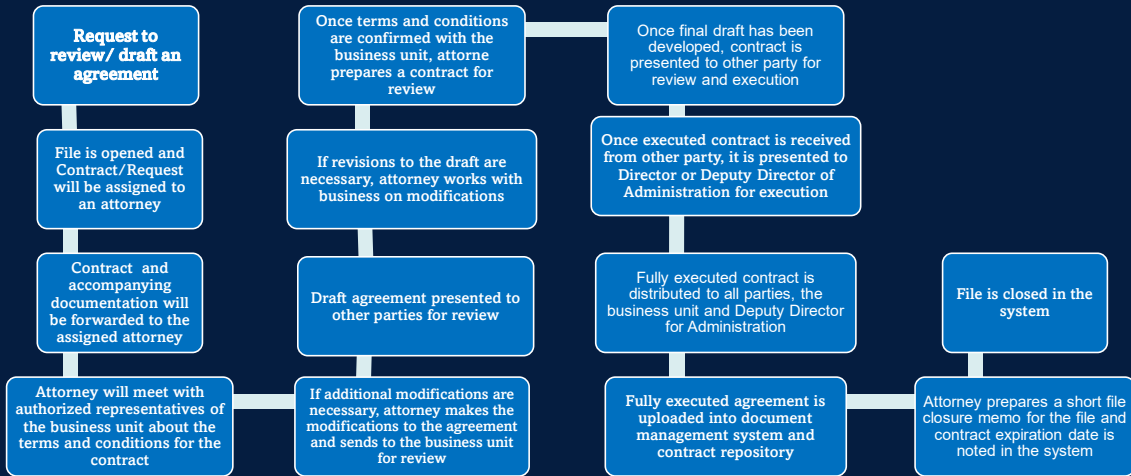 Request to
review/ draft an
agreement
File is opened and
Contract/Request
will be assigned to
an attorney
Contract and
accompanying
documentation will
be forwarded to the
assigned attorney
Attorney will meet with
authorized representatives of
the business unit about the
terms and conditions for the
contract
If additional modifications are
necessary, attorney makes the
modifications to the agreement
and sends to the business unit
for review
Draft agreement presented to
other parties for review
If revisions to the draft are
necessary, attorney works with
business on modifications
Once terms and conditions
are confirmed with the
business unit, attorne
prepares a contract for
review
Once final draft has been
developed, contract is
presented to other party for
review and execution
Once executed contract is received
from other party, it is presented to
Director or Deputy Director of
Administration for execution
Fully executed contract is
distributed to all parties, the
business unit and Deputy Director
for Administration
Fully executed agreement is
uploaded into document
management system and
contract repository
Attorney prepares a short file
closure memo for the file and
contract expiration date is
noted in the system
File is closed in the
system